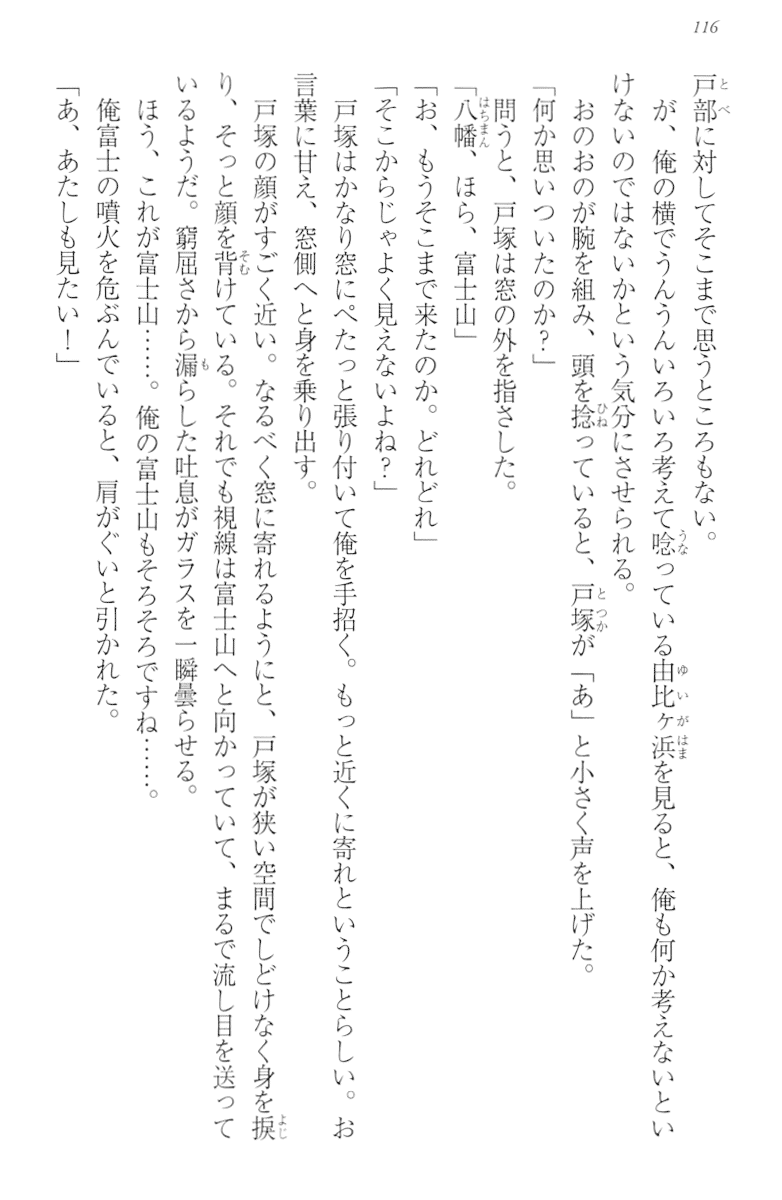 116
戸部に対してそこまで思うところもない。
が、俺の横でうんうんいろいろ考えて唸っている由比ヶ浜を見ると、俺も何か考えないとい
けないのではないかという気分にさせられる。
おのおのが腕を組み、頭を捻っていると、戸塚が「あ」と小さく声を上げた。
「何か思いついたのか?」
問うと、戸塚は窓の外を指さした。
「八幡、ほら、富士山」
「お、もうそこまで来たのか。どれどれ」
「そこからじゃよく見えないよね?」
戸塚はかなり窓にぺたっと張り付いて俺を手招く。もっと近くに寄れということらしい。お
言葉に甘え、窓側へと身を乗り出す。
戸塚の顔がすごく近い。なるべく窓に寄れるようにと、戸塚が狭い空間でしどけなく身を捩
り、そっと顔を背けている。それでも視線は富士山へと向かっていて、まるで流し目を送って
いるようだ。窮屈さから漏らした吐息がガラスを一瞬曇らせる。
ほう、これが富士山……。俺の富士山もそろそろですね……。
俺富士の噴火を危ぶんでいると、肩がぐいと引かれた。
「あ、あたしも見たい!」